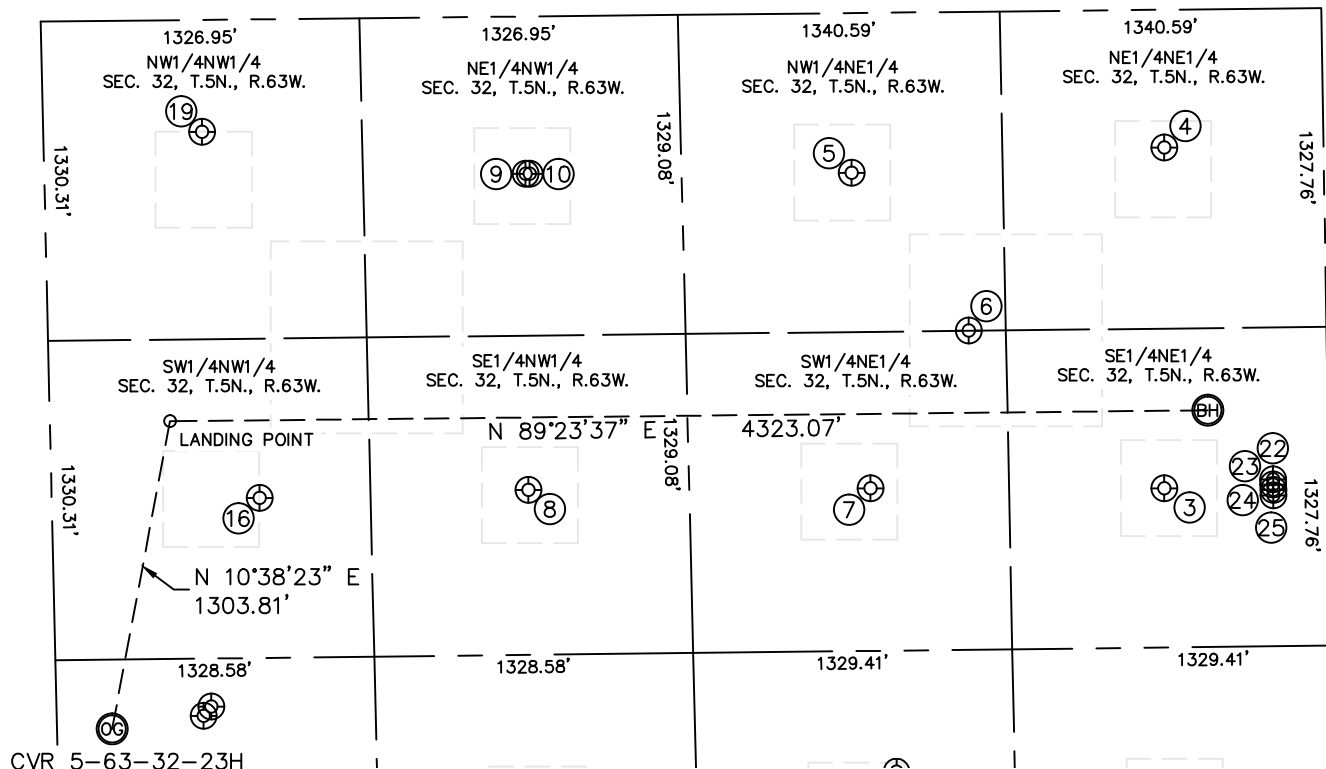 1326.95'
1326.95'
1340.59'
1340.59'
NW1/4NW1/4
SEC. 32, T.5N., R.63W.
NE1/4NW1/4
SEC. 32, T.5N., R.63W.
NW1/4NE1/4
SEC. 32, T.5N., R.63W.
NE1/4NE1/4
SEC. 32, T.5N., R.63W.
19
9
10
5
4
1330.31'
1329.08'
1327.76'
6
SW1/4NW1/4
SEC. 32, T.5N., R.63W.
SE1/4NW1/4
SEC. 32, T.5N., R.63W.
SW1/4NE1/4
SEC. 32, T.5N., R.63W.
SE1/4NE1/4
SEC. 32, T.5N., R.63W.
BH
LANDING POINT
N 89°23'37" E 4323.07'
1330.31'
1329.08'
1327.76'
16
8
7
3
22
23
24
25
N 10°38'23" E
1303.81'
1328.58'
1328.58'
1329.41'
1329.41'
OG
CVR 5-63-32-23H